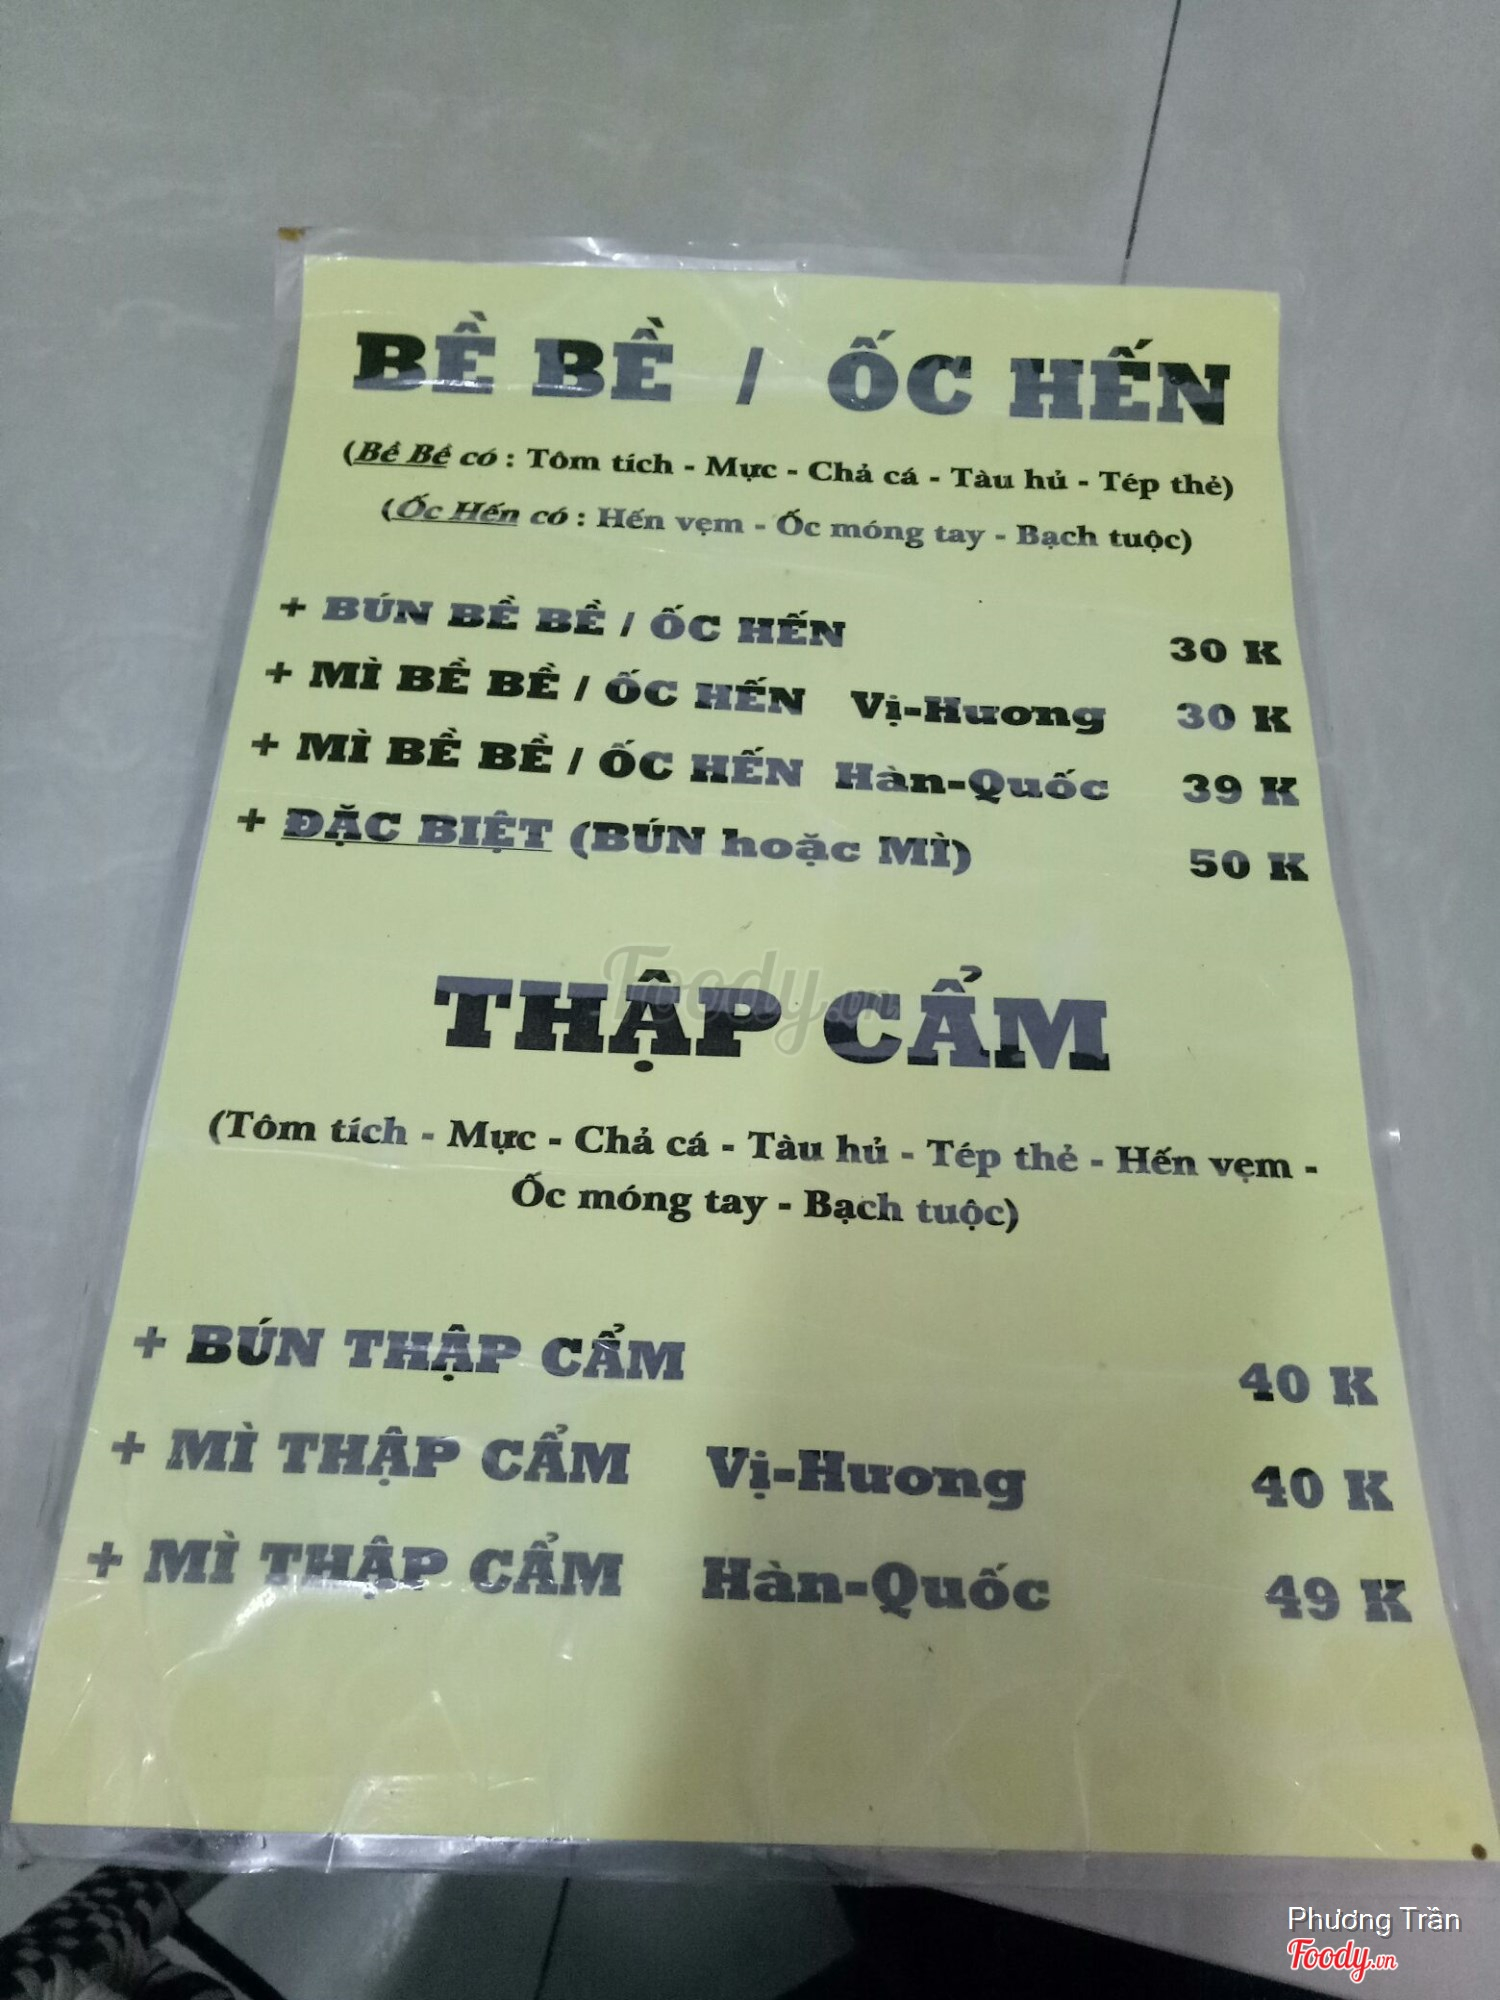 BỀ BỀ / ỐC HẾN
(Bề Bề có : Tôm tích - Mực - Chả cá - Tàu hủ - Tép thẻ)
(Ốc Hến có : Hến vẹm - Ốc móng tay - Bạch tuộc)
+ BÚN BỀ BỀ / ỐC HẾN 30 K
+ MÌ BỀ BỀ / ỐC HẾN Vị-Hương 30 K
+ MÌ BỀ BỀ / ỐC HẾN Hàn-Quốc 39 K
+ ĐẶC BIỆT (BÚN hoặc MÌ) 50 K
Foody.vn
THẬP CẨM
(Tôm tích - Mực - Chả cá - Tàu hủ - Tép thẻ - Hến vẹm -
Ốc móng tay - Bạch tuộc)
+ BÚN THẬP CẨM 40 K
+ MÌ THẬP CẨM Vị-Hương 40 K
+ MÌ THẬP CẨM Hàn-Quốc 49 K
Phương Trần
Foody.vn